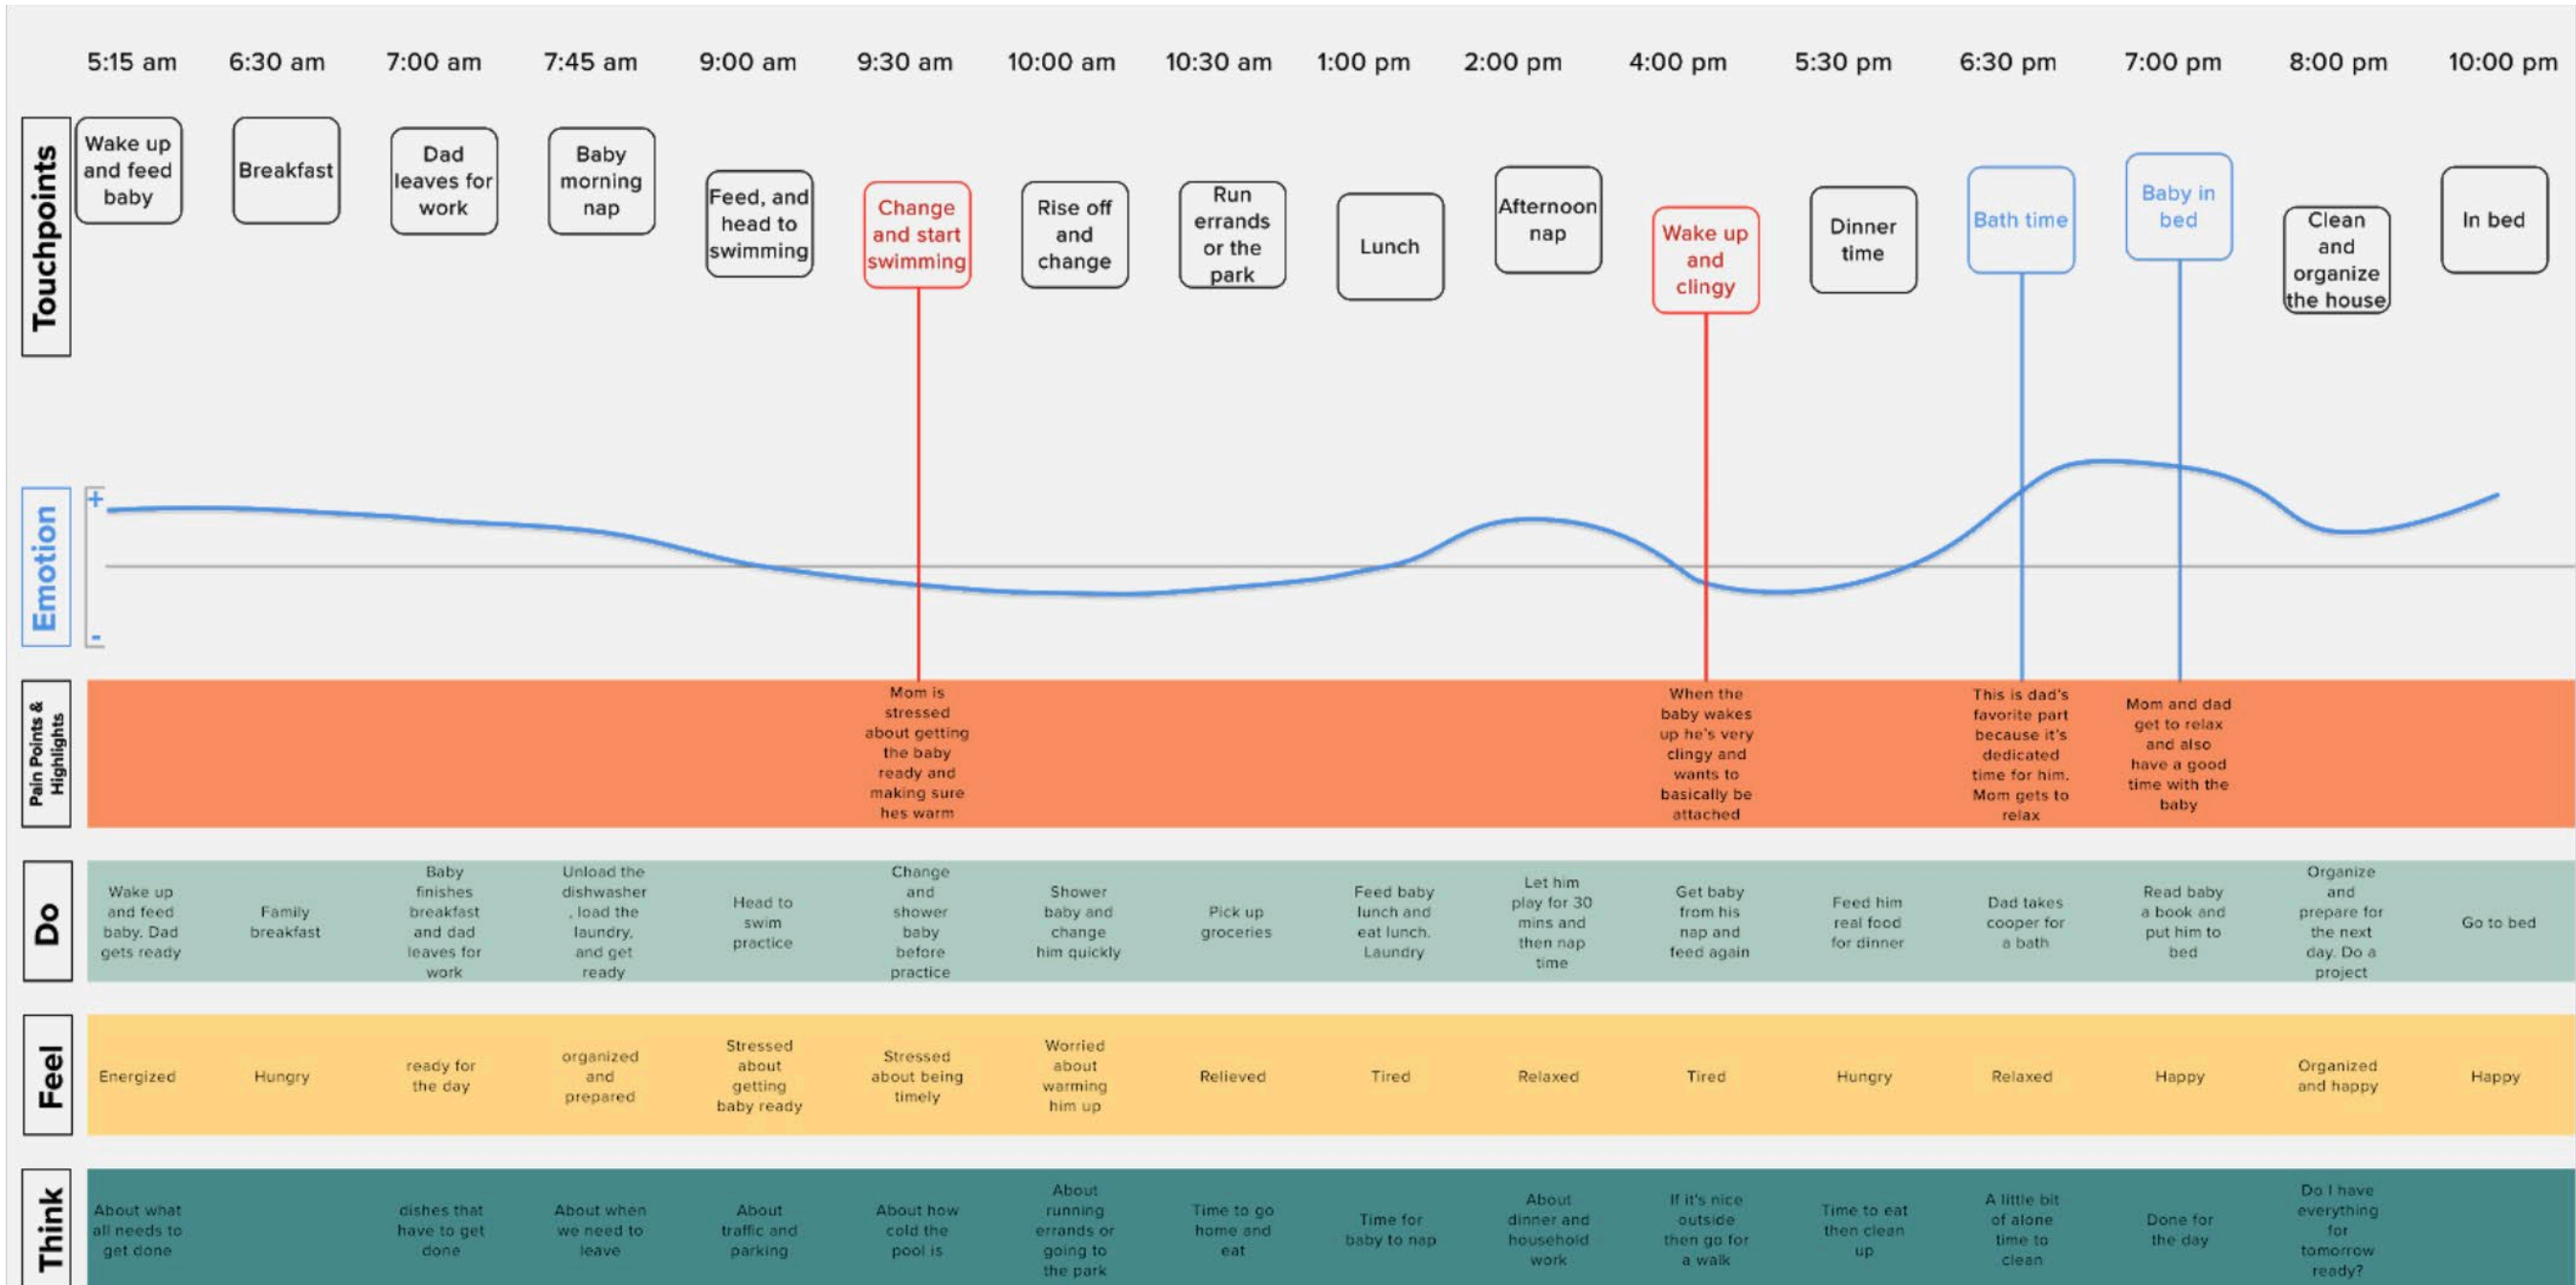 5:15 am 6:30 am 7:00 am 7:45 am 9:00 am 9:30 am 10:00 am 10:30 am 1:00 pm 2:00 pm 4:00 pm 5:30 pm 6:30 pm 7:00 pm 8:00 pm 10:00 pm
Touchpoints
Wake up
and feed
baby
Breakfast
Dad
leaves for
work
Baby
morning
nap
Feed, and
head to
swimming
Change
and start
swimming
Rise off
and
change
Run
errands
or the
park
Lunch
Afternoon
nap
Wake up
and
clingy
Dinner
time
Bath time
Baby in
bed
Clean
and
organize
the house
In bed
Emotion
+
-
Pain Points &
Highlights
Mom is
stressed
about getting
the baby
ready and
making sure
hes warm
When the
baby wakes
up he's very
clingy and
wants to
basically be
attached
This is dad's
favorite part
because it's
dedicated
time for him.
Mom gets to
relax
Mom and dad
get to relax
and also
have a good
time with the
baby
Do
Wake up
and feed
baby. Dad
gets ready
Family
breakfast
Baby
finishes
breakfast
and dad
leaves for
work
Unload the
dishwasher
, load the
laundry,
and get
ready
Head to
swim
practice
Change
and
shower
baby
before
practice
Shower
baby and
change
him quickly
Pick up
groceries
Feed baby
lunch and
eat lunch.
Laundry
Let him
play for 30
mins and
then nap
time
Get baby
from his
nap and
feed again
Feed him
real food
for dinner
Dad takes
cooper for
a bath
Read baby
a book and
put him to
bed
Organize
and
prepare for
the next
day. Do a
project
Go to bed
Feel
Energized
Hungry
ready for
the day
organized
and
prepared
Stressed
about
getting
baby ready
Stressed
about being
timely
Worried
about
warming
him up
Relieved
Tired
Relaxed
Tired
Hungry
Relaxed
Happy
Organized
and happy
Happy
Think
About what
all needs to
get done
dishes that
have to get
done
About when
we need to
leave
About
traffic and
parking
About how
cold the
pool is
About
running
errands or
going to
the park
Time to go
home and
eat
Time for
baby to nap
About
dinner and
household
work
If it's nice
outside
then go for
a walk
Time to eat
then clean
up
A little bit
of alone
time to
clean
Done for
the day
Do I have
everything
for
tomorrow
ready?